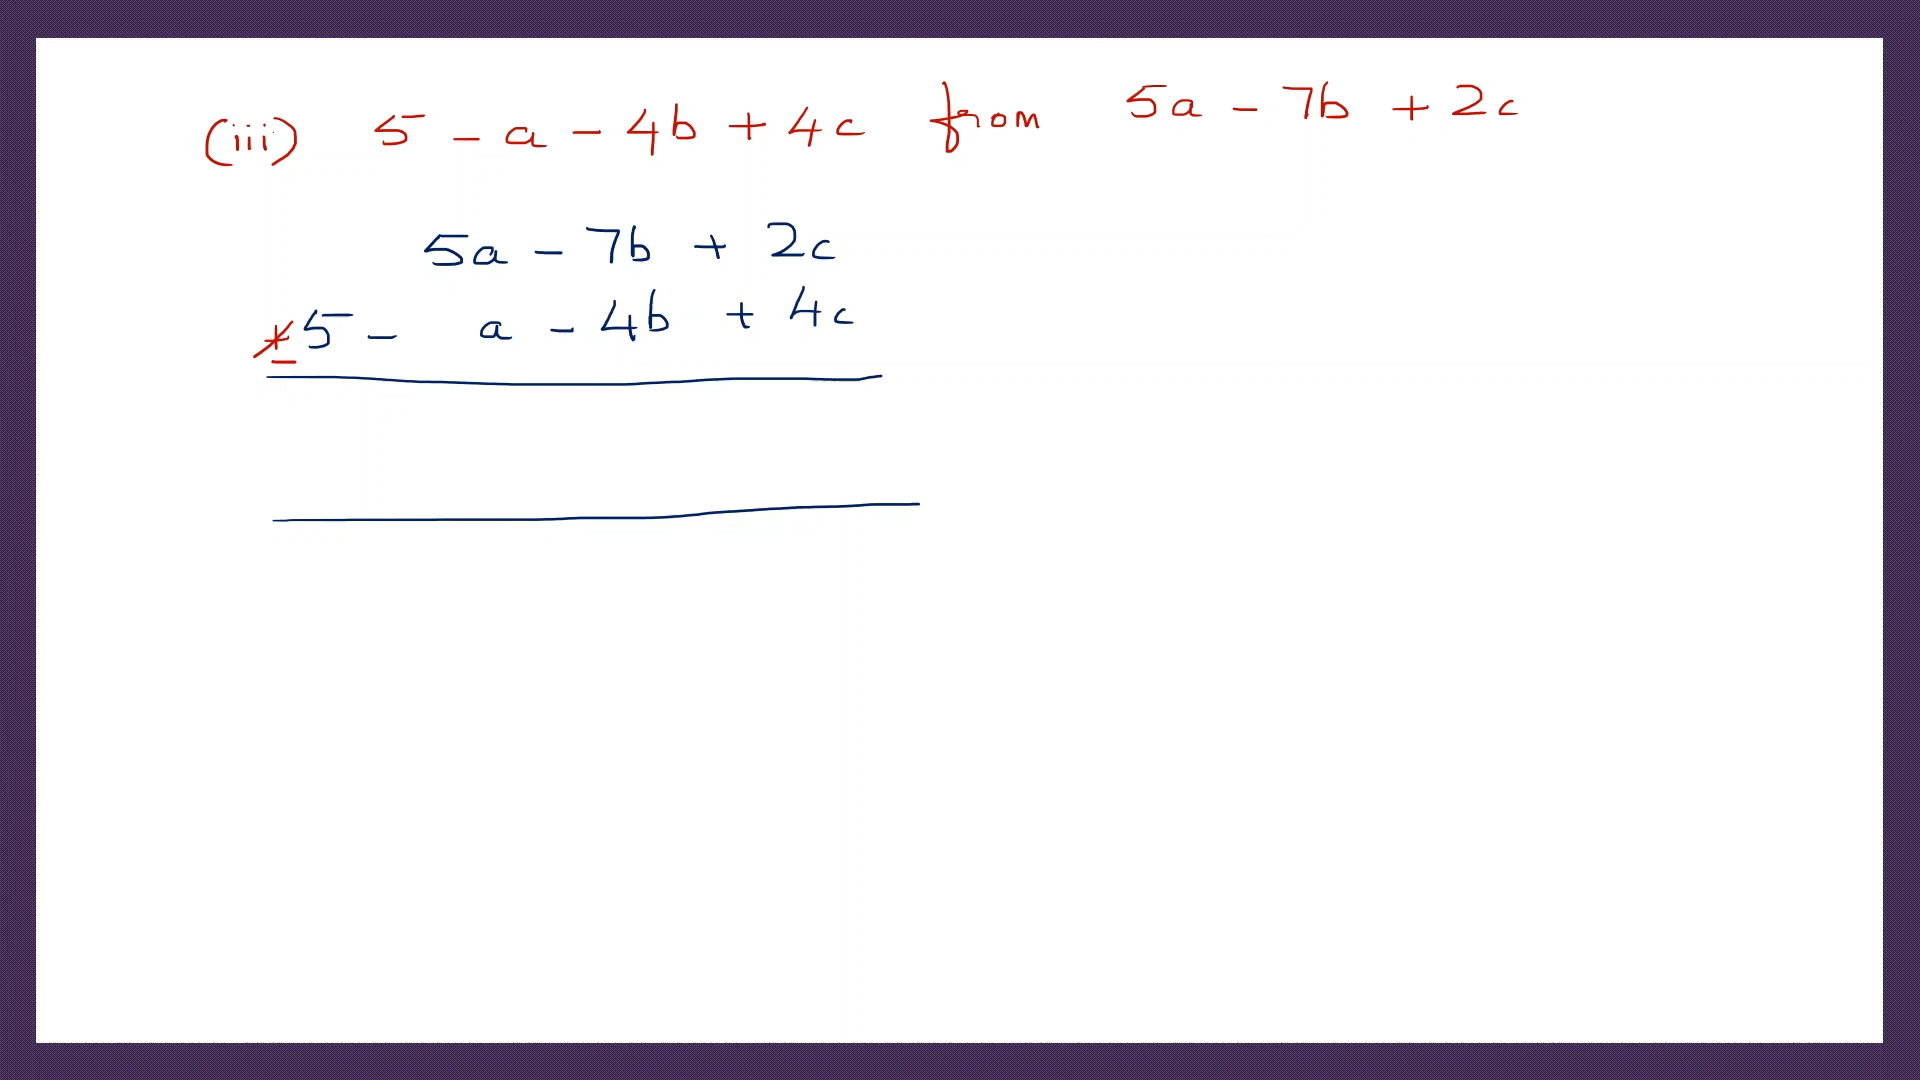 (iii) 5 - a - 4b + 4c from 5a - 7b + 2c
5a - 7b + 2c
+5 - a - 4b + 4c
-